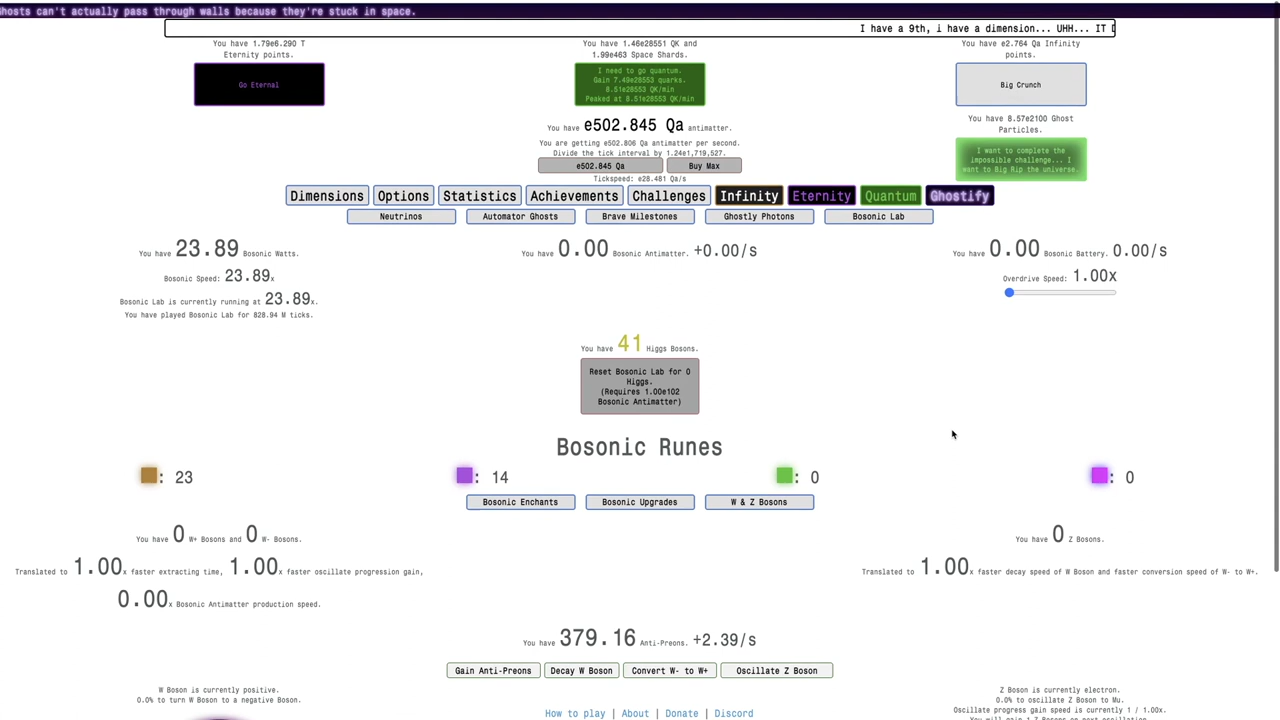 Ghosts can't actually pass through walls because they're stuck in space.
I have a 9th, i have a dimension... UHH... IT
You have 1.79e6.290 T
Eternity points.
Go Eternal
You have 1.46e28551 QK and
1.99e463 Space Shards.
I need to go quantum.
Gain 7.49e28553 quarks.
8.51e28553 QK/min
Peaked at 8.51e28553 QK/min
You have e2.764 Qa Infinity
points.
Big Crunch
You have 8.57e2100 Ghost
Particles.
I want to complete the
impossible challenge... I
want to Big Rip the universe.
You have e502.845 Qa antimatter.
You are getting e502.806 Qa antimatter per second.
Divide the tick interval by 1.24e1,719,527.
e502.845 Qa Buy Max
Tickspeed: e28.481 Qa/s
Dimensions Options Statistics Achievements Challenges Infinity Eternity Quantum Ghostify
Neutrinos Automator Ghosts Brave Milestones Ghostly Photons Bosonic Lab
You have 23.89 Bosonic Watts.
Bosonic Speed: 23.89x
Bosonic Lab is currently running at 23.89x.
You have played Bosonic Lab for 828.94 M ticks.
You have 0.00 Bosonic Antimatter. +0.00/s
You have 0.00 Bosonic Battery. 0.00/s
Overdrive Speed: 1.00x
You have 41 Higgs Bosons.
Reset Bosonic Lab for 0
Higgs.
(Requires 1.00e102
Bosonic Antimatter)
Bosonic Runes
: 23 : 14 : 0 : 0
Bosonic Enchants Bosonic Upgrades W & Z Bosons
You have 0 W+ Bosons and 0 W- Bosons.
Translated to 1.00x faster extracting time, 1.00x faster oscillate progression gain,
0.00x Bosonic Antimatter production speed.
You have 0 Z Bosons.
Translated to 1.00x faster decay speed of W Boson and faster conversion speed of W- to W+.
You have 379.16 Anti-Preons. +2.39/s
Gain Anti-Preons Decay W Boson Convert W- to W+ Oscillate Z Boson
W Boson is currently positive.
0.0% to turn W Boson to a negative Boson.
Z Boson is currently electron.
0.0% to oscillate Z Boson to Mu.
Oscillate progress gain speed is currently 1 / 1.00x.
You will gain 1 Z Bosons on next oscillation.
How to play | About | Donate | Discord